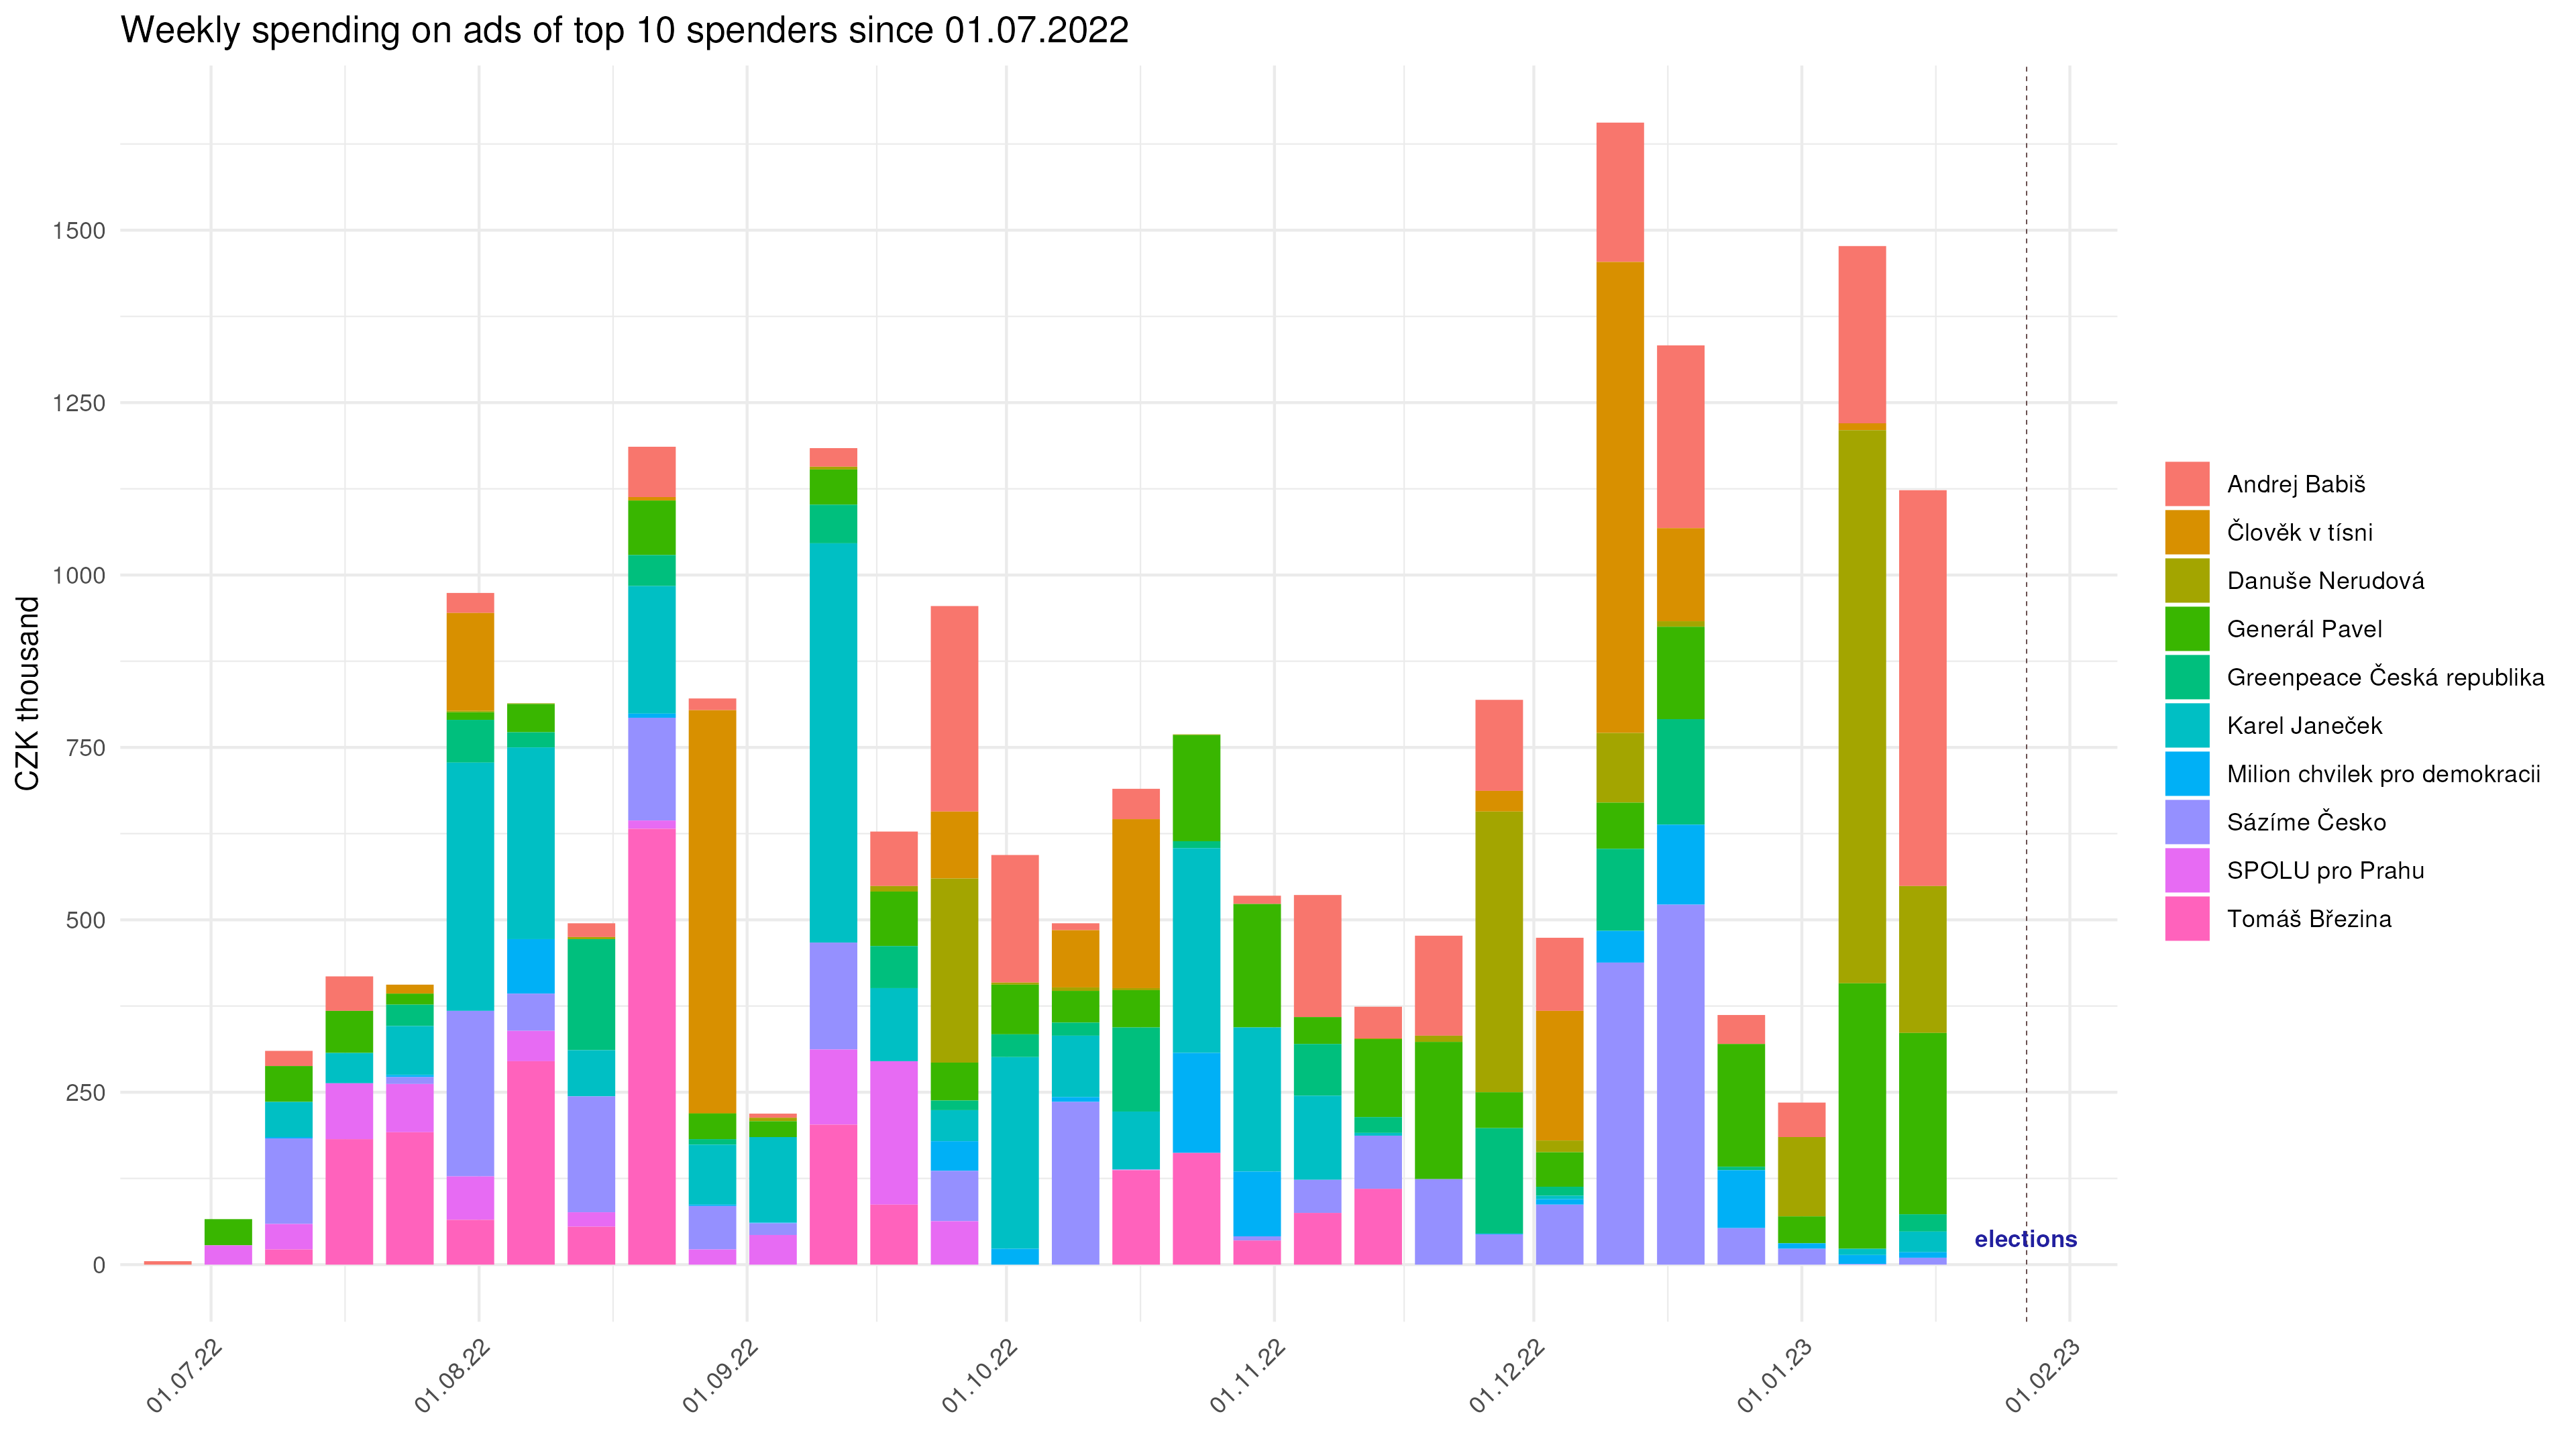 Weekly spending on ads of top 10 spenders since 01.07.2022
CZK thousand
1500
1250
1000
750
500
250
0
elections
01.07.22
01.08.22
01.09.22
01.10.22
01.11.22
01.12.22
01.01.23
01.02.23
Andrej Babiš
Člověk v tísni
Danuše Nerudová
Generál Pavel
Greenpeace Česká republika
Karel Janeček
Milion chvilek pro demokracii
Sázíme Česko
SPOLU pro Prahu
Tomáš Březina